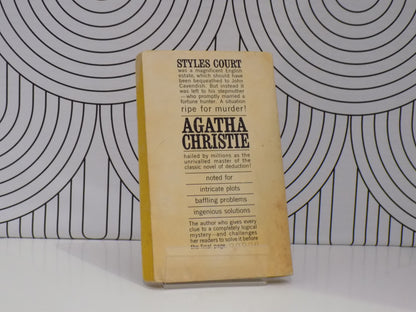 STYLES COURT
was a magnificent English
estate, which should have
been bequeathed to John
Cavendish. But instead it
was left to his stepmother
—who promptly married a
fortune hunter. A situation
ripe for murder!
AGATHA
CHRISTIE
hailed by millions as the
unrivalled master of the
classic novel of deduction!
noted for
intricate plots
baffling problems
ingenious solutions
The author who gives every
clue to a completely logical
mystery—and challenges
her readers to solve it before
the final page.